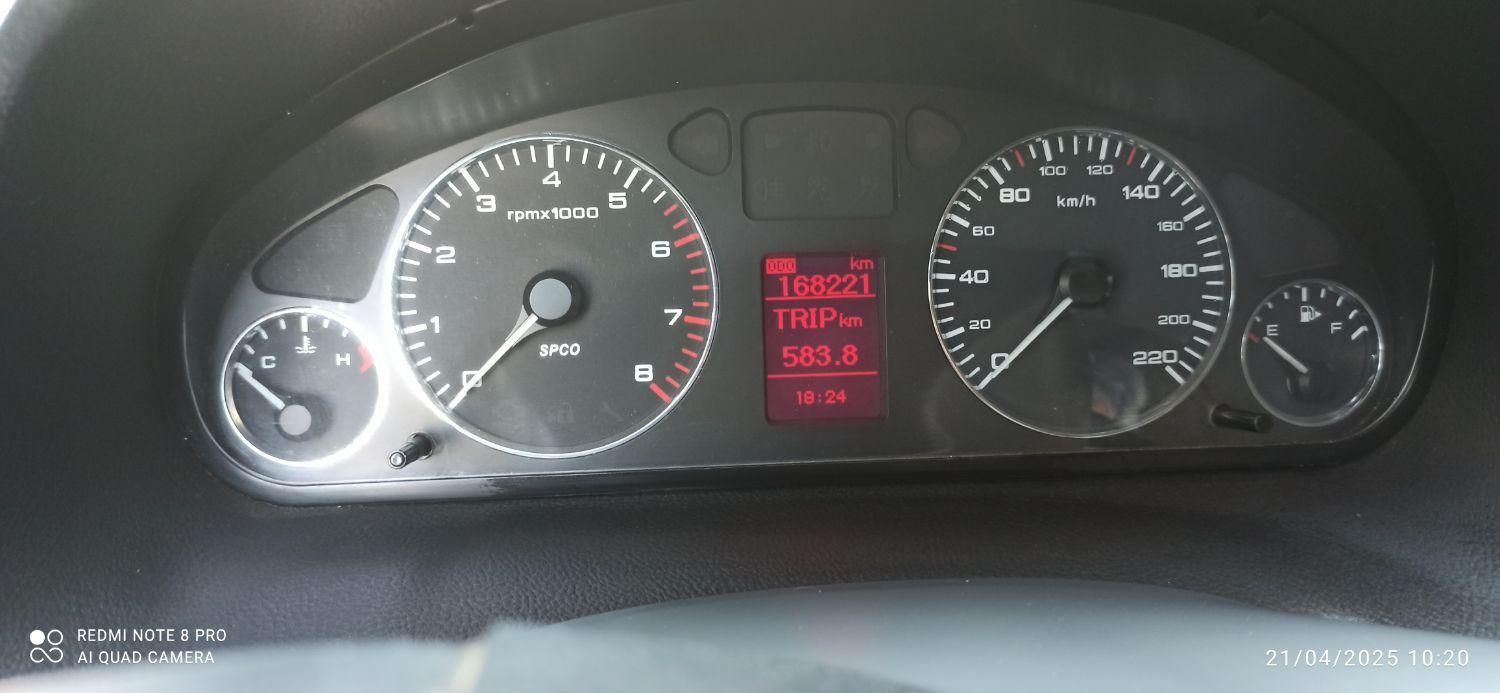 C
H
0
1
2
3
4
5
6
7
8
rpmx1000
SPCO
000 km
168221
TRIP km
583.8
18:24
0
20
40
60
80
100
120
140
160
180
200
220
km/h
E
F
REDMI NOTE 8 PRO
AI QUAD CAMERA
21/04/2025 10:20